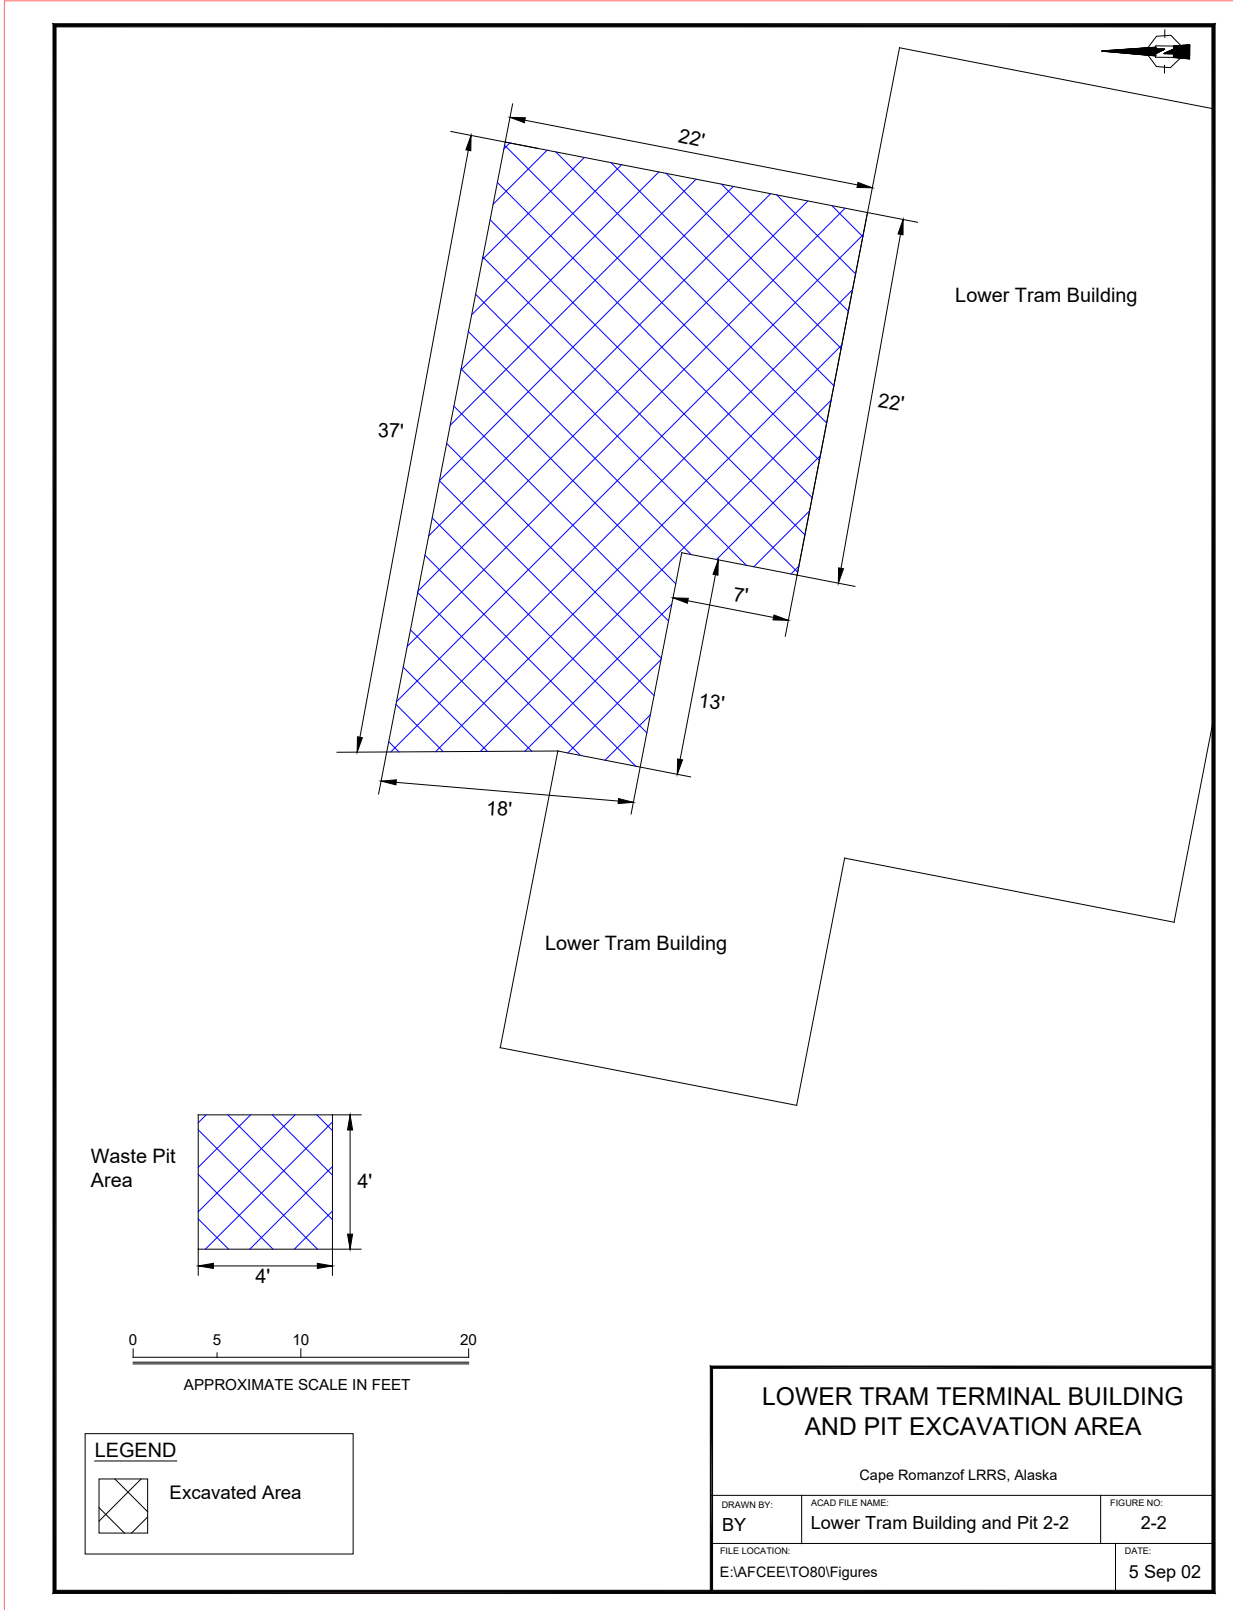 N
22'
Lower Tram Building
22'
37'
7'
13'
18'
Lower Tram Building
Waste Pit
Area
4'
4'
0 5 10 20
APPROXIMATE SCALE IN FEET
LEGEND
Excavated Area
LOWER TRAM TERMINAL BUILDING
AND PIT EXCAVATION AREA
Cape Romanzof LRRS, Alaska
DRAWN BY:
BY
ACAD FILE NAME:
Lower Tram Building and Pit 2-2
FIGURE NO:
2-2
FILE LOCATION:
E:\AFCEE\TO80\Figures
DATE:
5 Sep 02